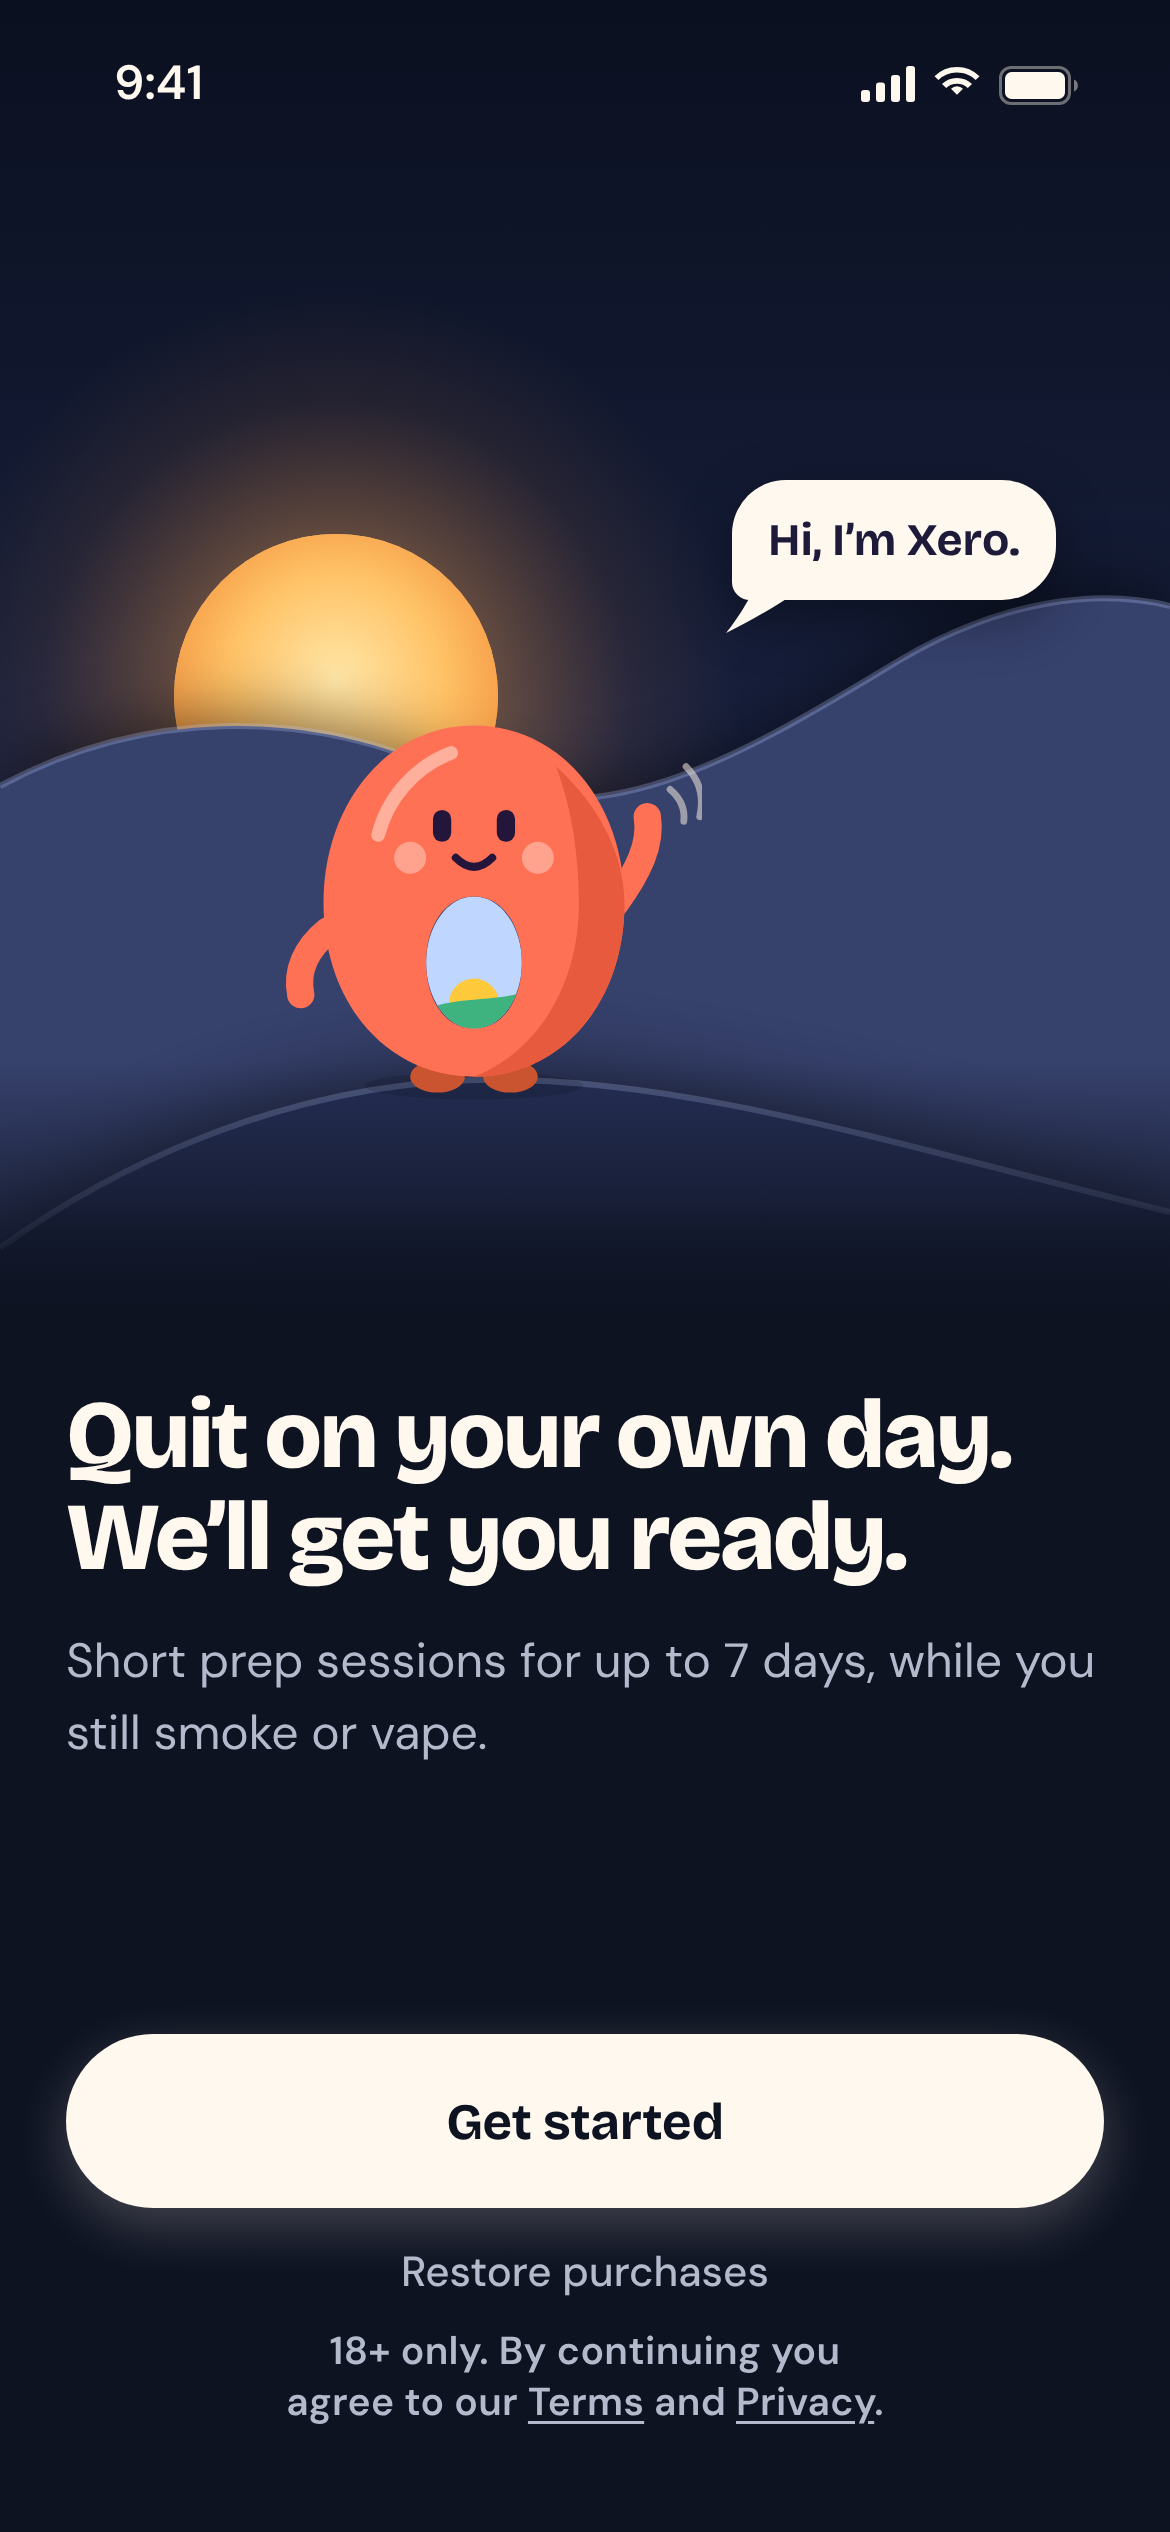 9:41
Hi, I’m Xero.
Quit on your own day.
We’ll get you ready.
Short prep sessions for up to 7 days, while you
still smoke or vape.
Get started
Restore purchases
18+ only. By continuing you
agree to our Terms and Privacy.